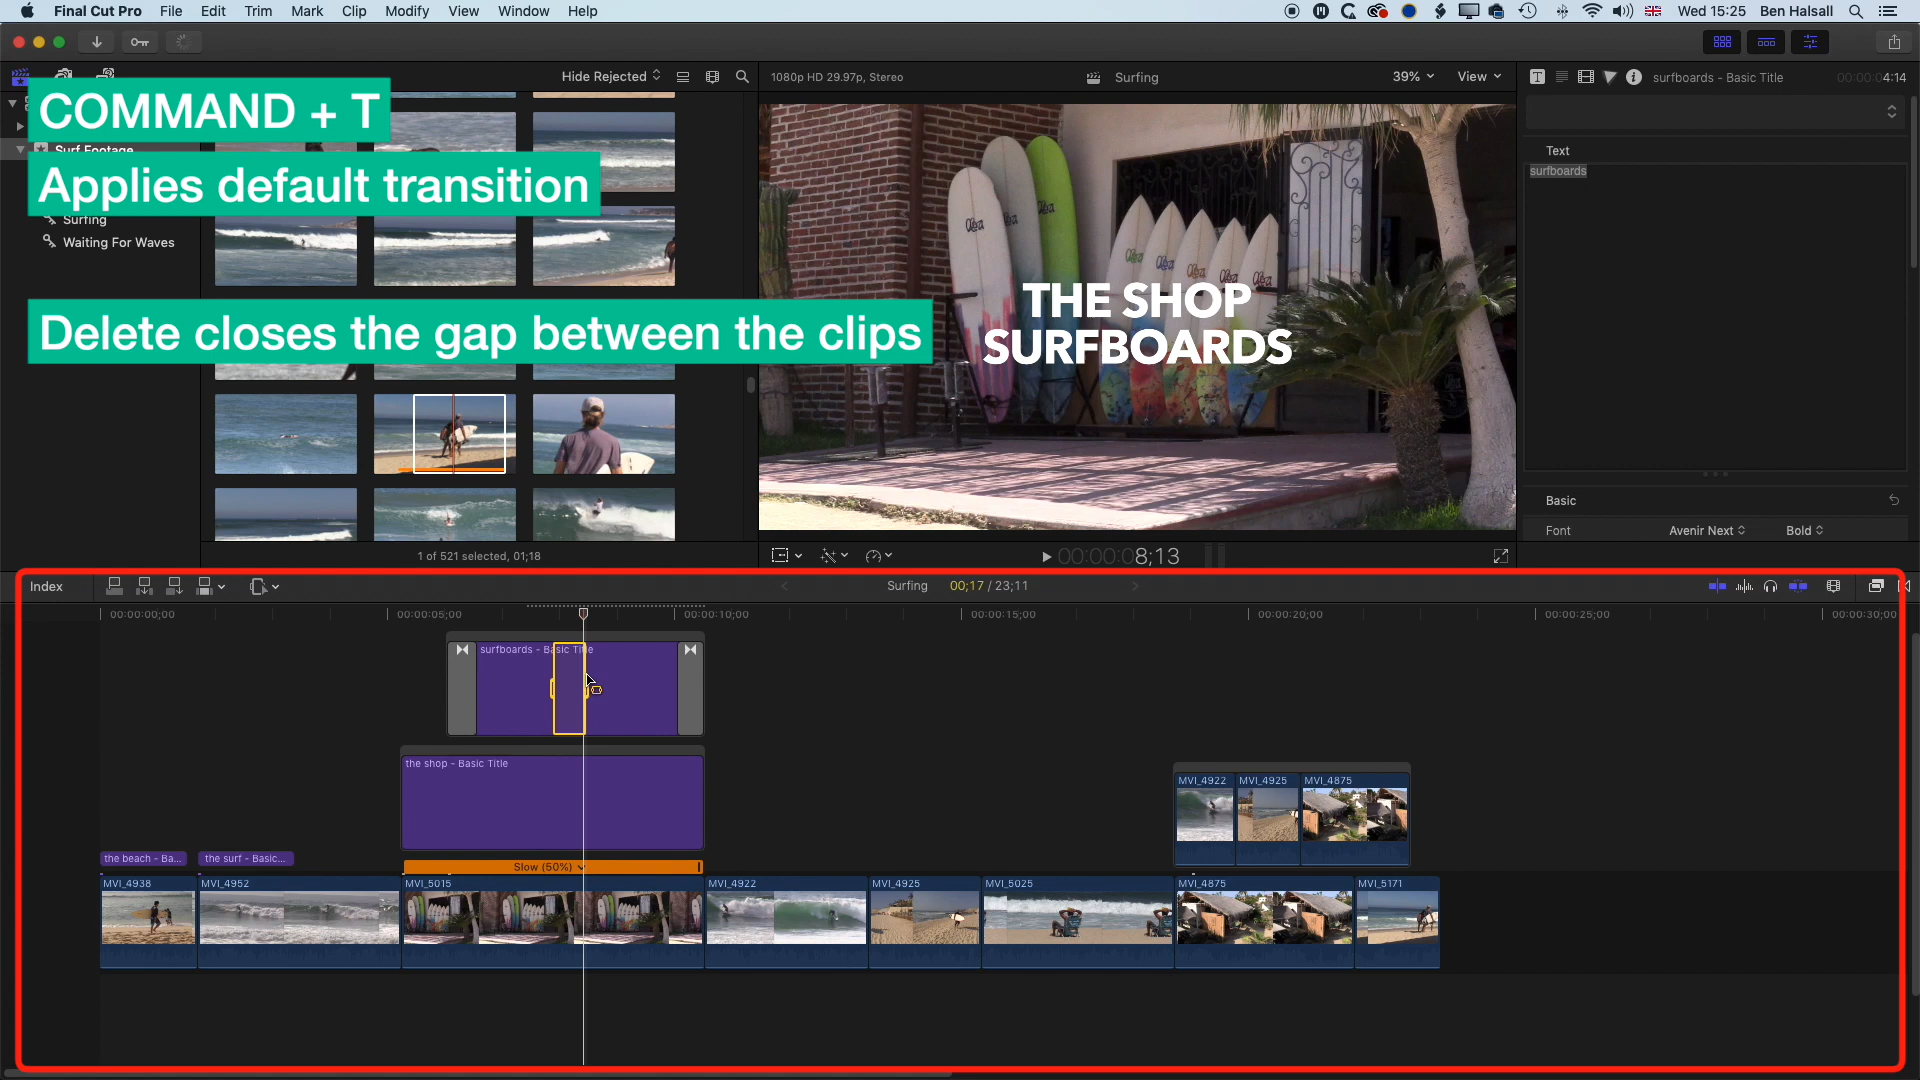 Final Cut Pro File Edit Trim Mark Clip Modify View Window Help
Wed 15:25 Ben Halsall
Hide Rejected
1080p HD 29.97p, Stereo
Surfing
39%
View
surfboards - Basic Title
00:00:04:14
COMMAND + T
Surf Footage
Applies default transition
Surfing
Waiting For Waves
Delete closes the gap between the clips
THE SHOP
SURFBOARDS
Text
surfboards
Basic
Font
Avenir Next
Bold
1 of 521 selected, 01;18
00:00:08;13
Index
Surfing
00;17 / 23;11
00:00:00;00
00:00:05;00
00:00:10;00
00:00:15;00
00:00:20;00
00:00:25;00
00:00:30;00
surfboards - Basic Title
the shop - Basic Title
MVI_4922
MVI_4925
MVI_4875
the beach - Ba...
the surf - Basic...
Slow (50%)
MVI_4938
MVI_4952
MVI_5015
MVI_4922
MVI_4925
MVI_5025
MVI_4875
MVI_5171